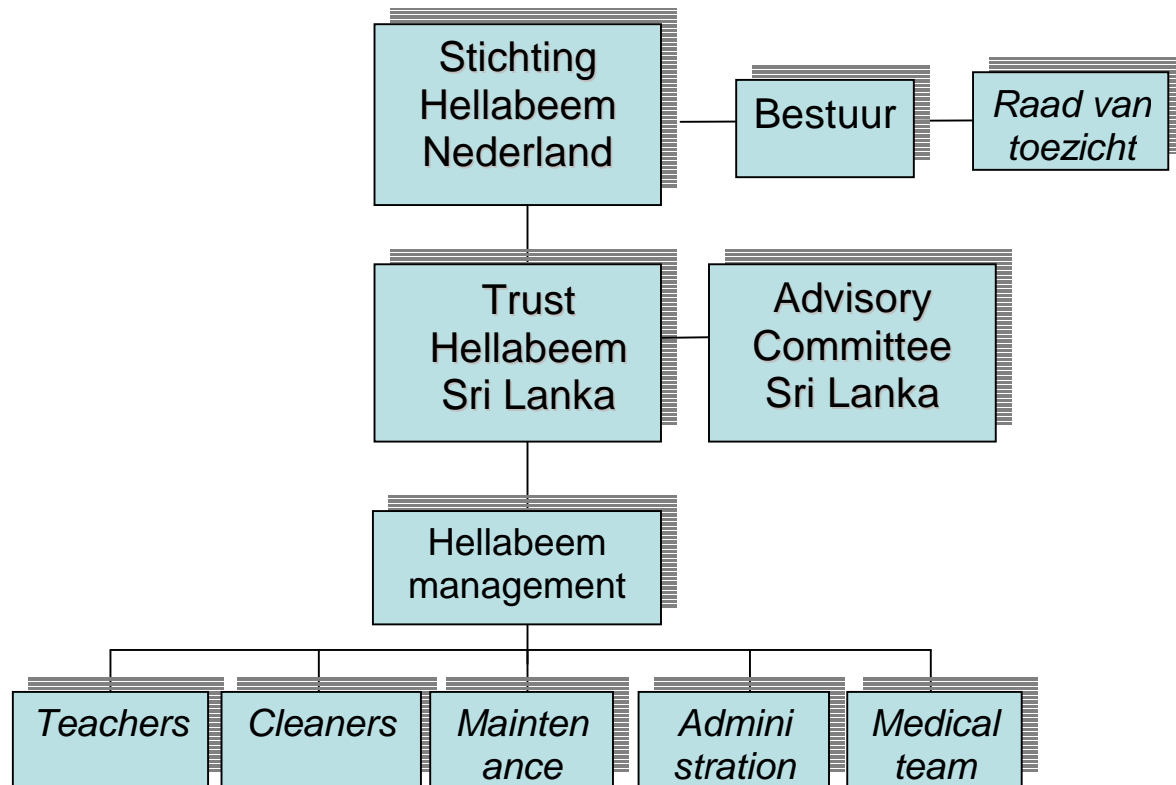 Stichting
Hellabeem
Nederland
Bestuur
Raad van
toezicht
Trust
Hellabeem
Sri Lanka
Advisory
Committee
Sri Lanka
Hellabeem
management
Teachers
Cleaners
Mainten
ance
Admini
stration
Medical
team